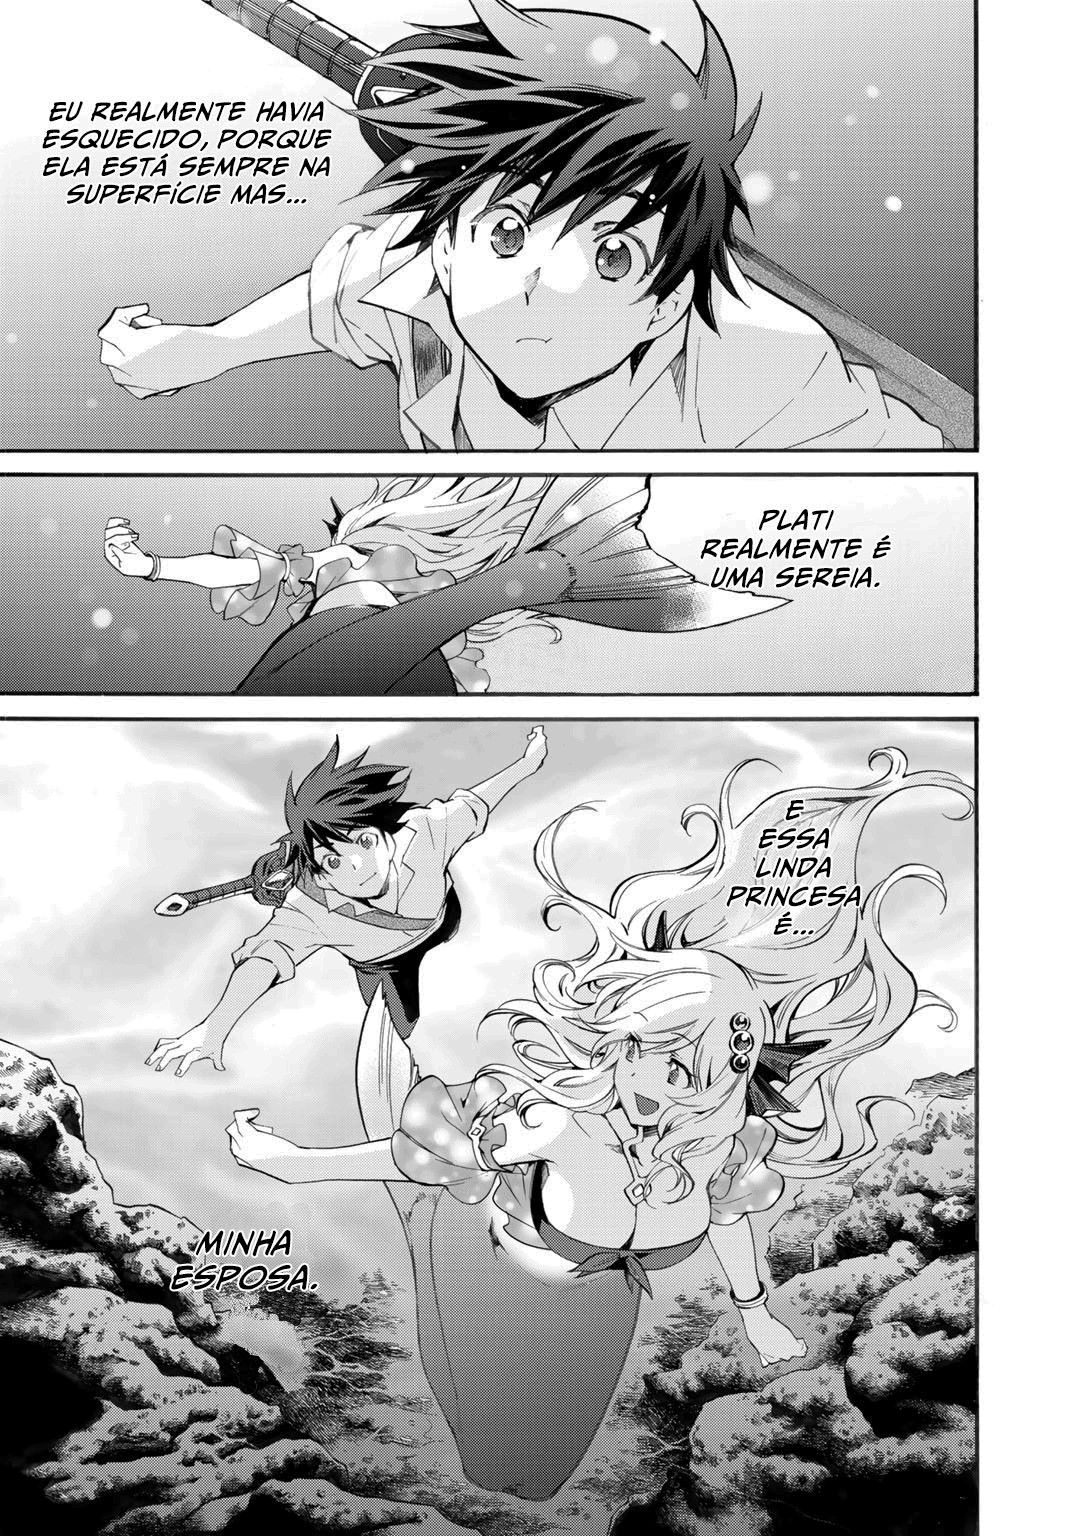 EU REALMENTE HAVIA
ESQUECIDO, PORQUE
ELA ESTÁ SEMPRE NA
SUPERFÍCIE MAS...
PLATI
REALMENTE É
UMA SEREIA.
E
ESSA
LINDA
PRINCESA
É...
MINHA
ESPOSA.